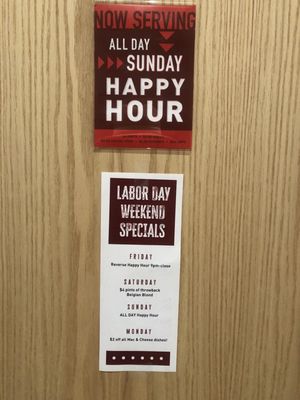 NOW SERVING
ALL DAY
SUNDAY
HAPPY
HOUR
LABOR DAY
WEEKEND
SPECIALS
FRIDAY
Reverse Happy Hour 9pm-close
SATURDAY
$4 pints of throwback
Belgian Blond
SUNDAY
ALL DAY Happy Hour
MONDAY
$2 off all Mac & Cheese dishes!